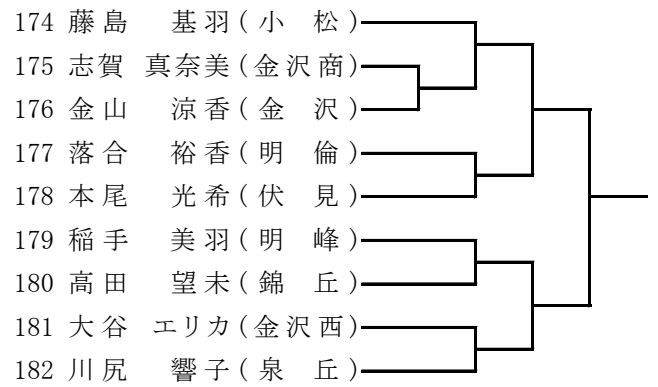 174 藤島 基羽(小 松)
175 志賀 真奈美(金沢商)
176 金山 涼香(金 沢)
177 落合 裕香(明 倫)
178 本尾 光希(伏 見)
179 稲手 美羽(明 峰)
180 高田 望未(錦 丘)
181 大谷 エリカ(金沢西)
182 川尻 響子(泉 丘)